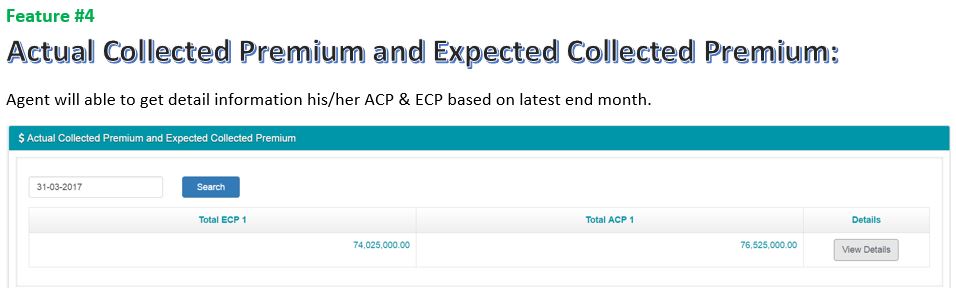 Feature #4
Actual Collected Premium and Expected Collected Premium:
Agent will able to get detail information his/her ACP & ECP based on latest end month.
$ Actual Collected Premium and Expected Collected Premium
31-03-2017 Search
Total ECP 1 Total ACP 1 Details
74,025,000.00 76,525,000.00 View Details